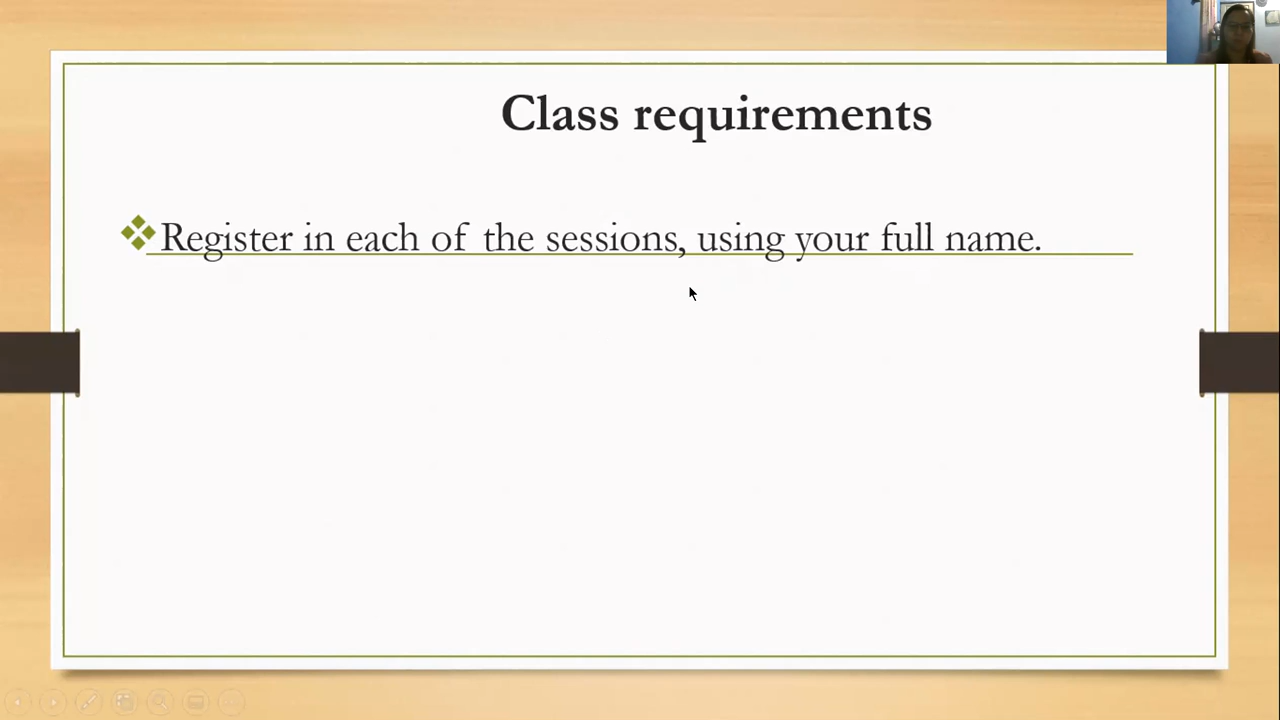 Class requirements
Register in each of the sessions, using your full name.